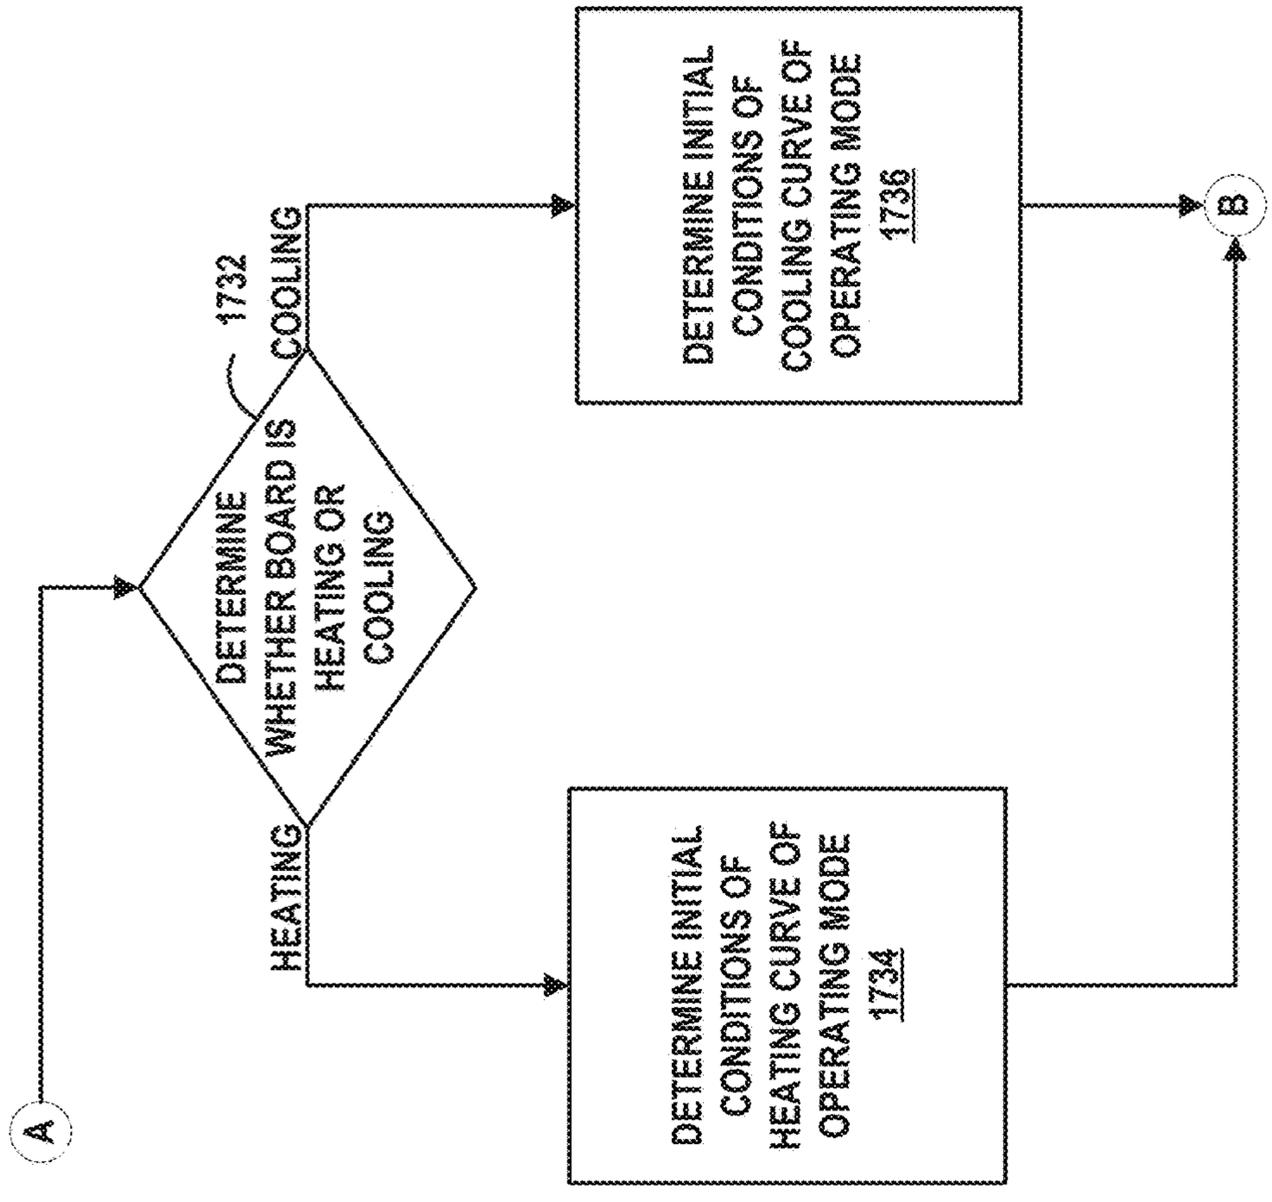 A
1732
DETERMINE
WHETHER BOARD IS
HEATING OR
COOLING
HEATING
COOLING
DETERMINE INITIAL
CONDITIONS OF
HEATING CURVE OF
OPERATING MODE
1734
DETERMINE INITIAL
CONDITIONS OF
COOLING CURVE OF
OPERATING MODE
1736
B